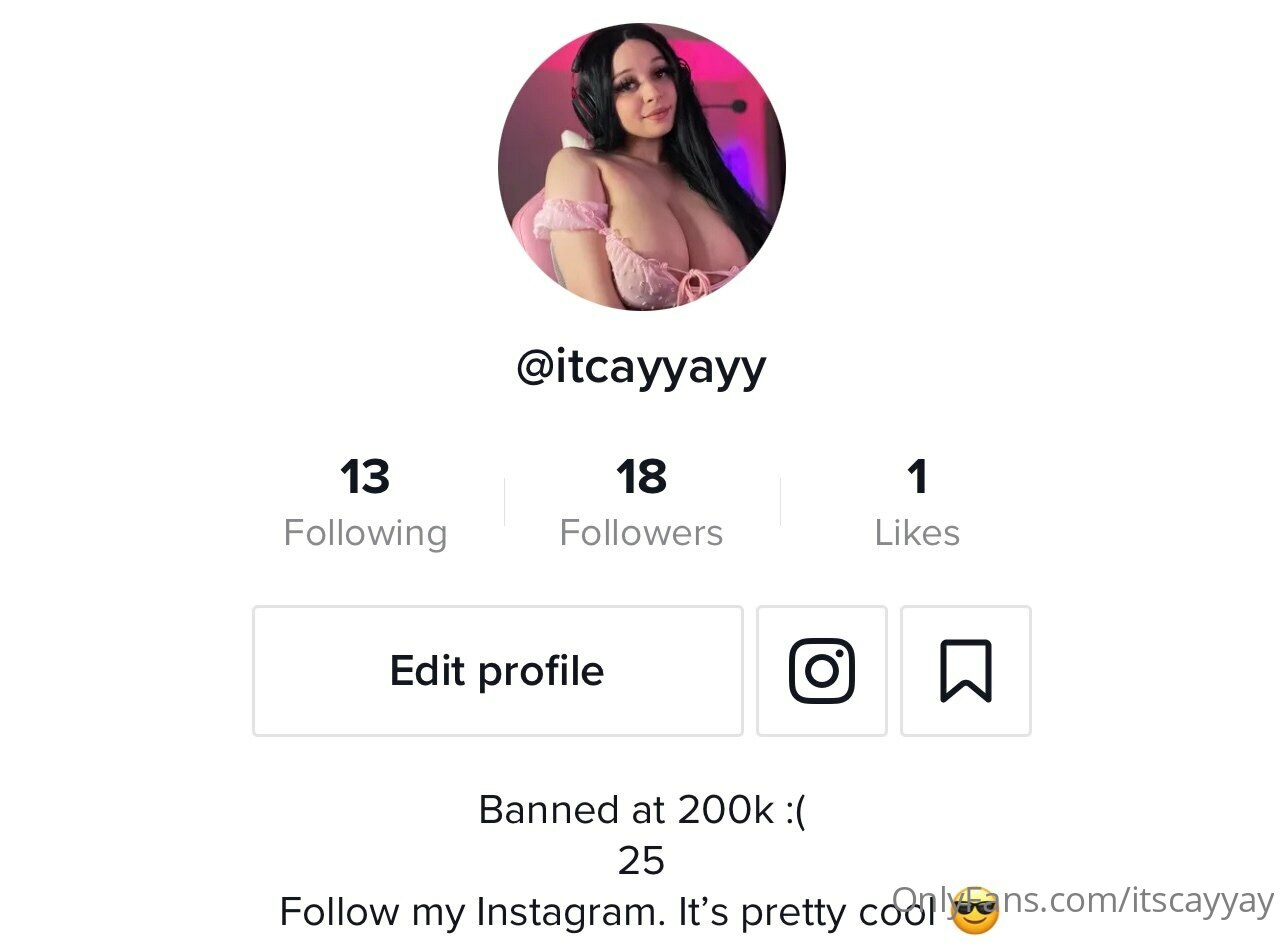 @itcayyayy
13 18 1
Following Followers Likes
Edit profile
Banned at 200k :(
25
Follow my Instagram. It’s pretty cool 😎
OnlyFans.com/itscayyay